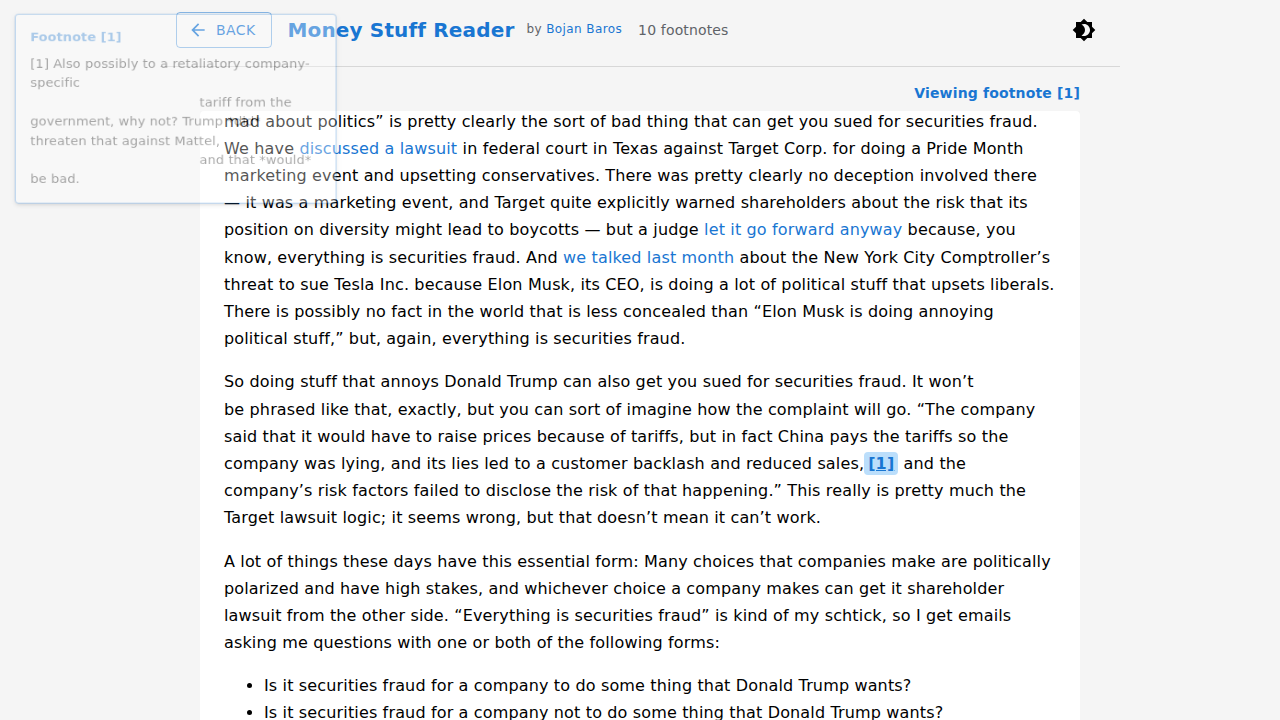 BACK
Money Stuff Reader
by Bojan Baros
10 footnotes
Footnote [1]
[1] Also possibly to a retaliatory company-
specific
tariff from the
government, why not? Trump did
threaten that against Mattel,
and that *would*
be bad.
Viewing footnote [1]
mad about politics” is pretty clearly the sort of bad thing that can get you sued for securities fraud.
We have discussed a lawsuit in federal court in Texas against Target Corp. for doing a Pride Month
marketing event and upsetting conservatives. There was pretty clearly no deception involved there
— it was a marketing event, and Target quite explicitly warned shareholders about the risk that its
position on diversity might lead to boycotts — but a judge let it go forward anyway because, you
know, everything is securities fraud. And we talked last month about the New York City Comptroller’s
threat to sue Tesla Inc. because Elon Musk, its CEO, is doing a lot of political stuff that upsets liberals.
There is possibly no fact in the world that is less concealed than “Elon Musk is doing annoying
political stuff,” but, again, everything is securities fraud.
So doing stuff that annoys Donald Trump can also get you sued for securities fraud. It won’t
be phrased like that, exactly, but you can sort of imagine how the complaint will go. “The company
said that it would have to raise prices because of tariffs, but in fact China pays the tariffs so the
company was lying, and its lies led to a customer backlash and reduced sales,[1] and the
company’s risk factors failed to disclose the risk of that happening.” This really is pretty much the
Target lawsuit logic; it seems wrong, but that doesn’t mean it can’t work.
A lot of things these days have this essential form: Many choices that companies make are politically
polarized and have high stakes, and whichever choice a company makes can get it shareholder
lawsuit from the other side. “Everything is securities fraud” is kind of my schtick, so I get emails
asking me questions with one or both of the following forms:
• Is it securities fraud for a company to do some thing that Donald Trump wants?
• Is it securities fraud for a company not to do some thing that Donald Trump wants?